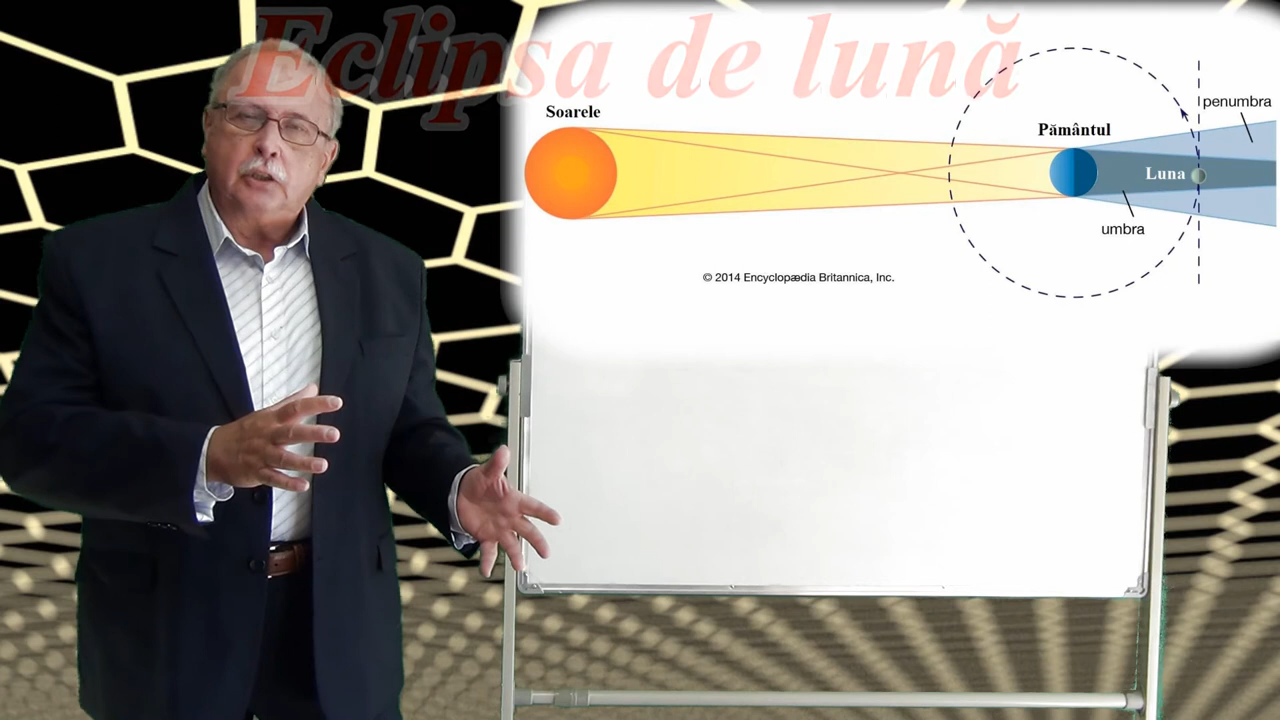 Eclipsa de lună
Soarele
Pământul
penumbra
Luna
umbra
© 2014 Encyclopædia Britannica, Inc.